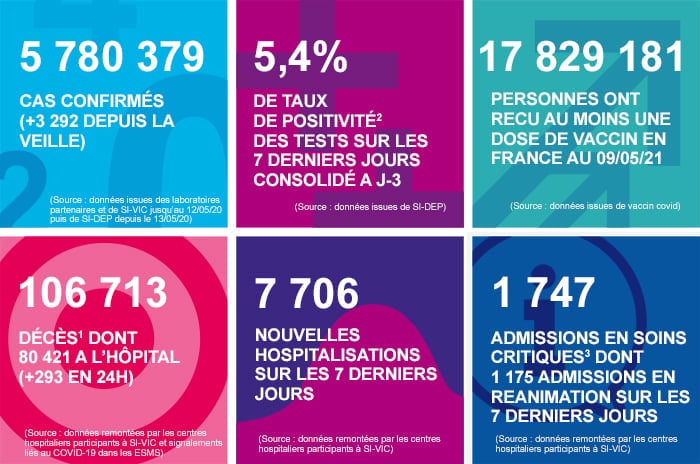 5 780 379
CAS CONFIRMÉS
(+3 292 DEPUIS LA
VEILLE)
(Source : données issues des laboratoires
partenaires et de SI-VIC jusqu'au 12/05/20
puis de SI-DEP depuis le 13/05/20)
5,4%
DE TAUX
DE POSITIVITÉ²
DES TESTS SUR LES
7 DERNIERS JOURS
CONSOLIDÉ A J-3
(Source : données issues de SI-DEP)
17 829 181
PERSONNES ONT
RECU AU MOINS UNE
DOSE DE VACCIN EN
FRANCE AU 09/05/21
(Source : données issues de vaccin covid)
106 713
DÉCÈS¹ DONT
80 421 A L'HÔPITAL
(+293 EN 24H)
(Source : données remontées par les centres
hospitaliers participants à SI-VIC et signalements
liés au COVID-19 dans les ESMS)
7 706
NOUVELLES
HOSPITALISATIONS
SUR LES 7 DERNIERS
JOURS
(Source : données remontées par les centres
hospitaliers participants à SI-VIC)
1 747
ADMISSIONS EN SOINS
CRITIQUES³ DONT
1 175 ADMISSIONS EN
REANIMATION SUR LES
7 DERNIERS JOURS
(Source : données remontées par les centres
hospitaliers participants à SI-VIC)